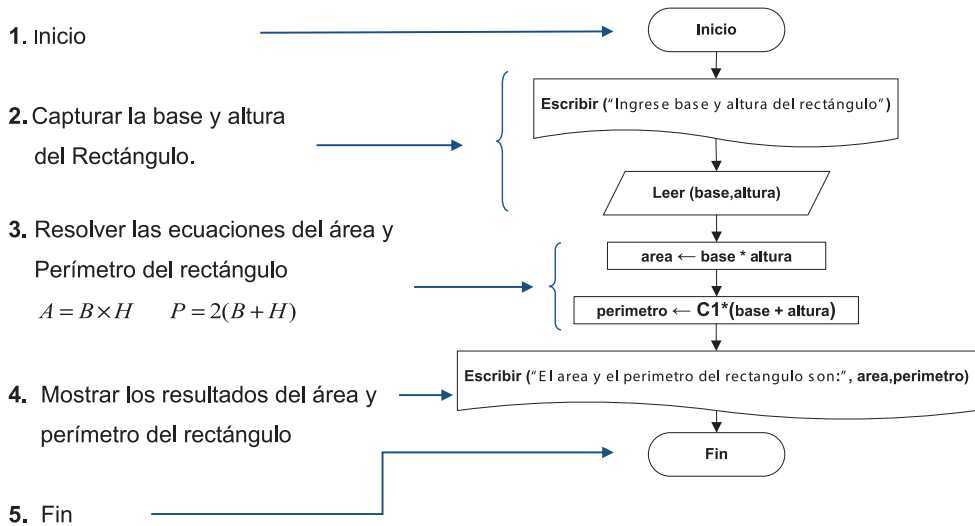 1. Inicio
2. Capturar la base y altura
del Rectángulo.
3. Resolver las ecuaciones del área y
Perímetro del rectángulo
A = B × H P = 2(B + H)
4. Mostrar los resultados del área y
perímetro del rectángulo
5. Fin
Inicio
Escribir ("Ingrese base y altura del rectángulo")
Leer (base,altura)
area ← base * altura
perimetro ← C1*(base + altura)
Escribir ("El area y el perimetro del rectangulo son:", area,perimetro)
Fin